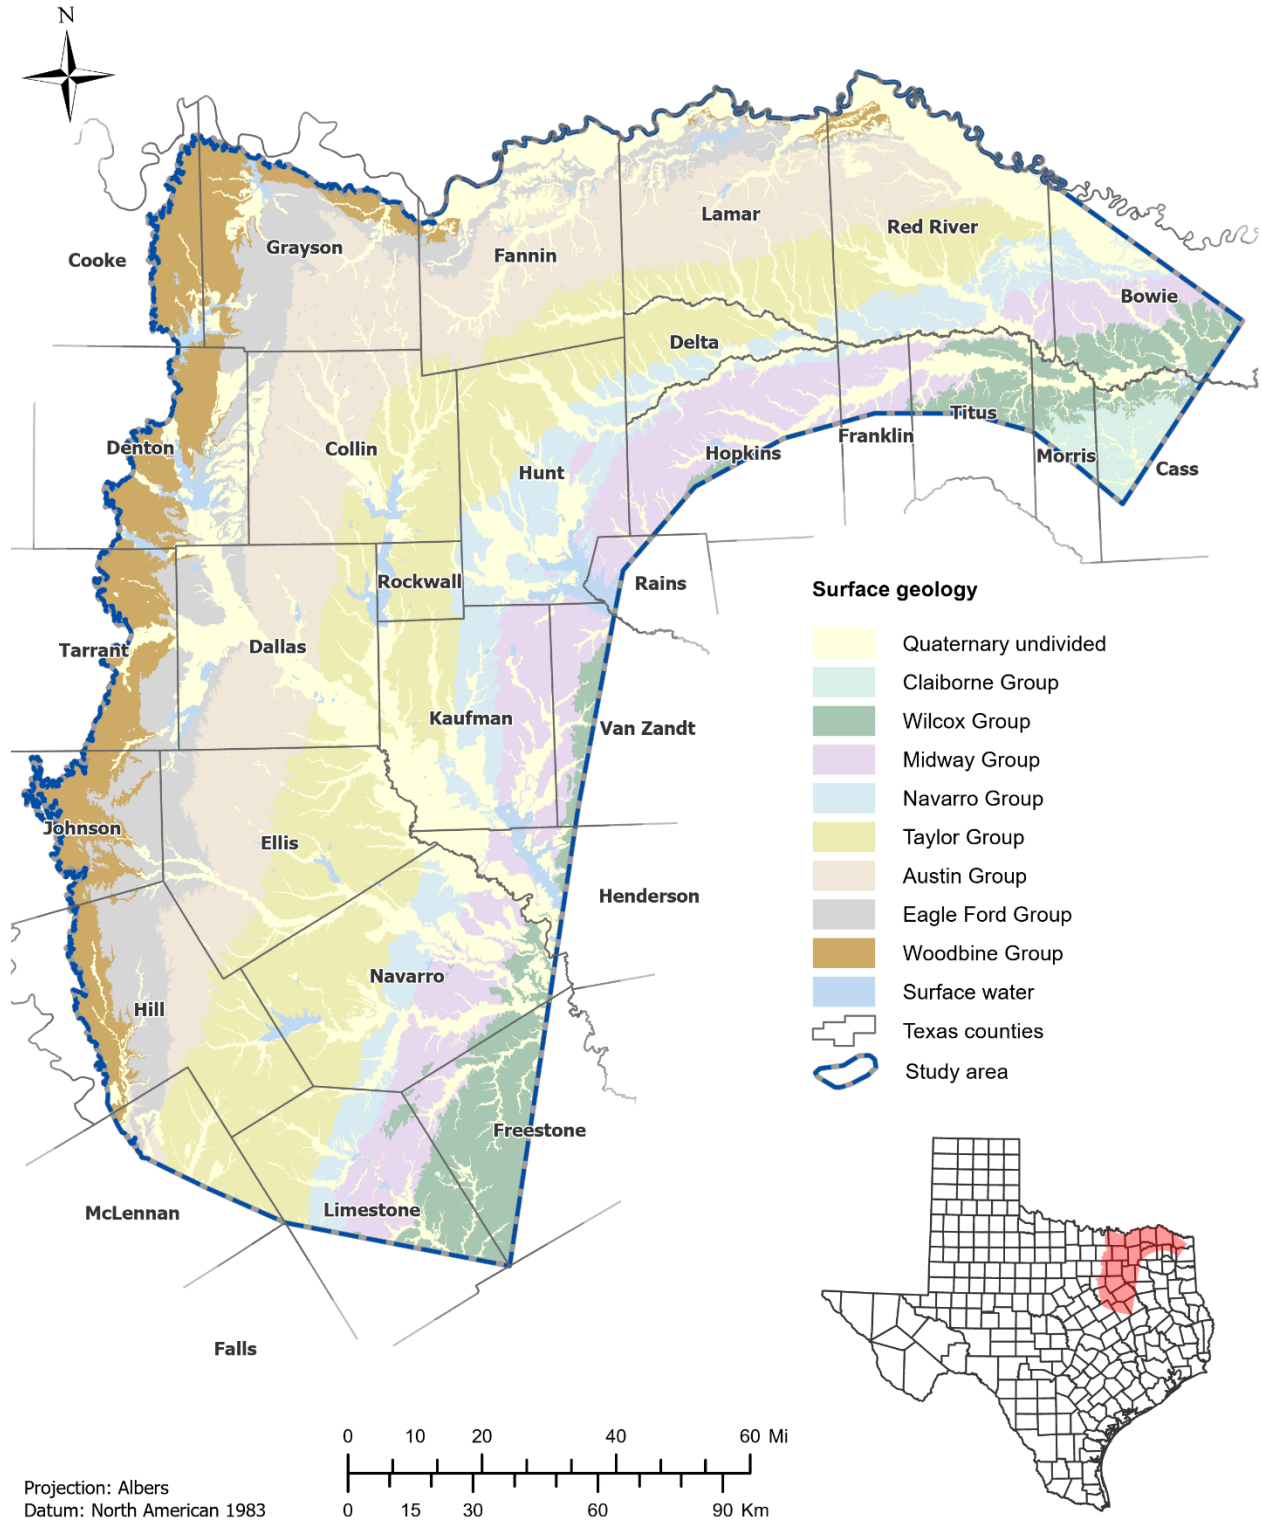 N
Cooke
Grayson
Fannin
Lamar
Red River
Bowie
Delta
Titus
Denton
Collin
Hunt
Hopkins
Franklin
Morris
Cass
Rockwall
Rains
Tarrant
Dallas
Kaufman
Van Zandt
Johnson
Ellis
Henderson
Navarro
Hill
Freestone
McLennan
Limestone
Falls
Surface geology
Quaternary undivided
Claiborne Group
Wilcox Group
Midway Group
Navarro Group
Taylor Group
Austin Group
Eagle Ford Group
Woodbine Group
Surface water
Texas counties
Study area
0 10 20 40 60 Mi
0 15 30 60 90 Km
Projection: Albers
Datum: North American 1983